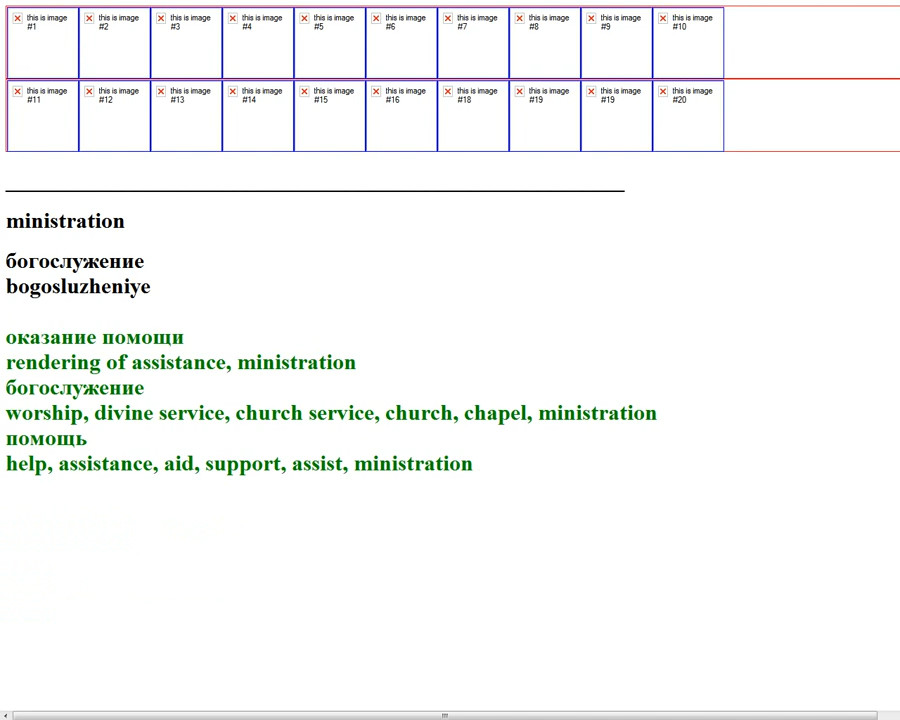 this is image #1 this is image #2 this is image #3 this is image #4 this is image #5 this is image #6 this is image #7 this is image #8 this is image #9 this is image #10
this is image #11 this is image #12 this is image #13 this is image #14 this is image #15 this is image #16 this is image #18 this is image #19 this is image #19 this is image #20
ministration
богослужение
bogosluzheniye
оказание помощи
rendering of assistance, ministration
богослужение
worship, divine service, church service, church, chapel, ministration
помощь
help, assistance, aid, support, assist, ministration